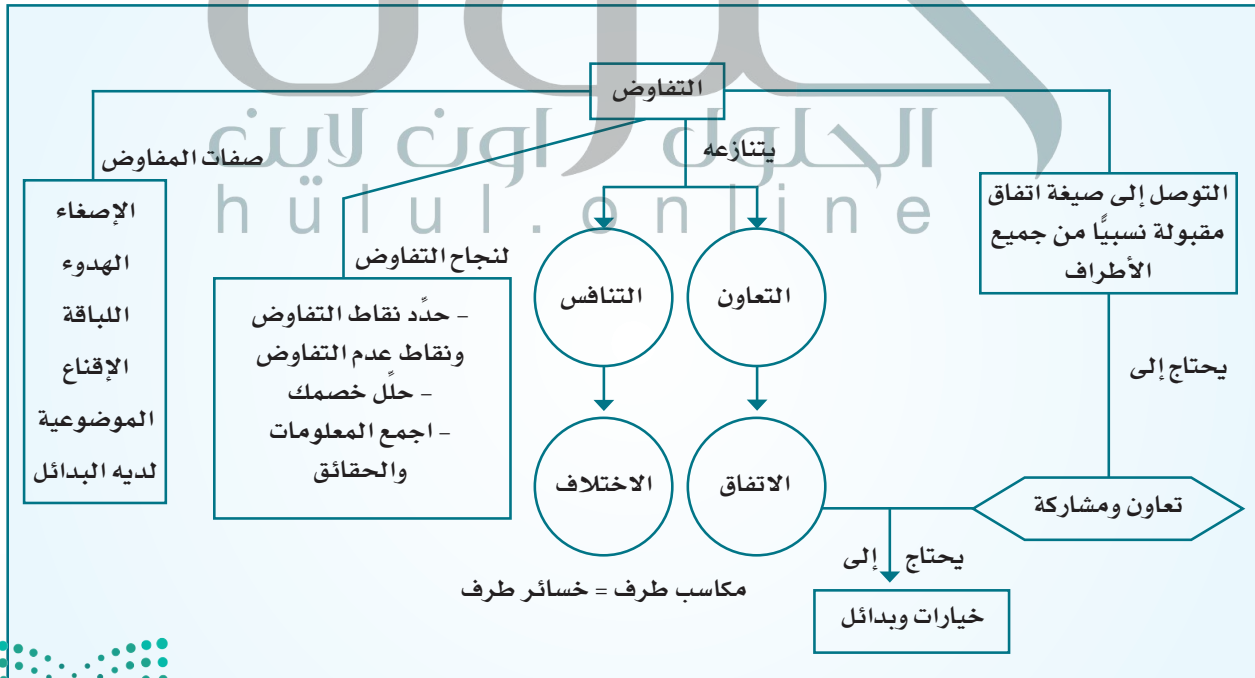 حلول
الحلول اون لاين
hülul.online
التفاوض
التوصل إلى صيغة اتفاق
مقبولة نسبيًّا من جميع
الأطراف
يحتاج إلى
تعاون ومشاركة
يحتاج إلى
خيارات وبدائل
يتنازعه
التعاون
التنافس
الاتفاق
الاختلاف
مكاسب طرف = خسائر طرف
لنجاح التفاوض
– حدِّد نقاط التفاوض
ونقاط عدم التفاوض
– حلِّل خصمك
– اجمع المعلومات
والحقائق
صفات المفاوض
الإصغاء
الهدوء
اللباقة
الإقناع
الموضوعية
لديه البدائل